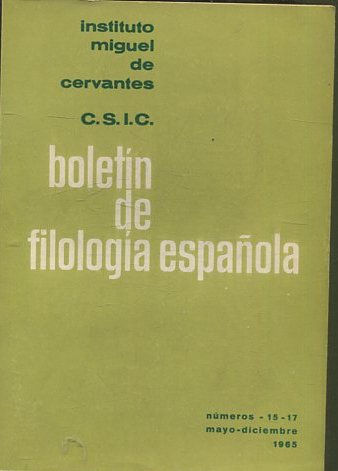 instituto
miguel
de
cervantes
C.S.I.C.
boletín
de
filología española
números - 15 - 17
mayo-diciembre
1965